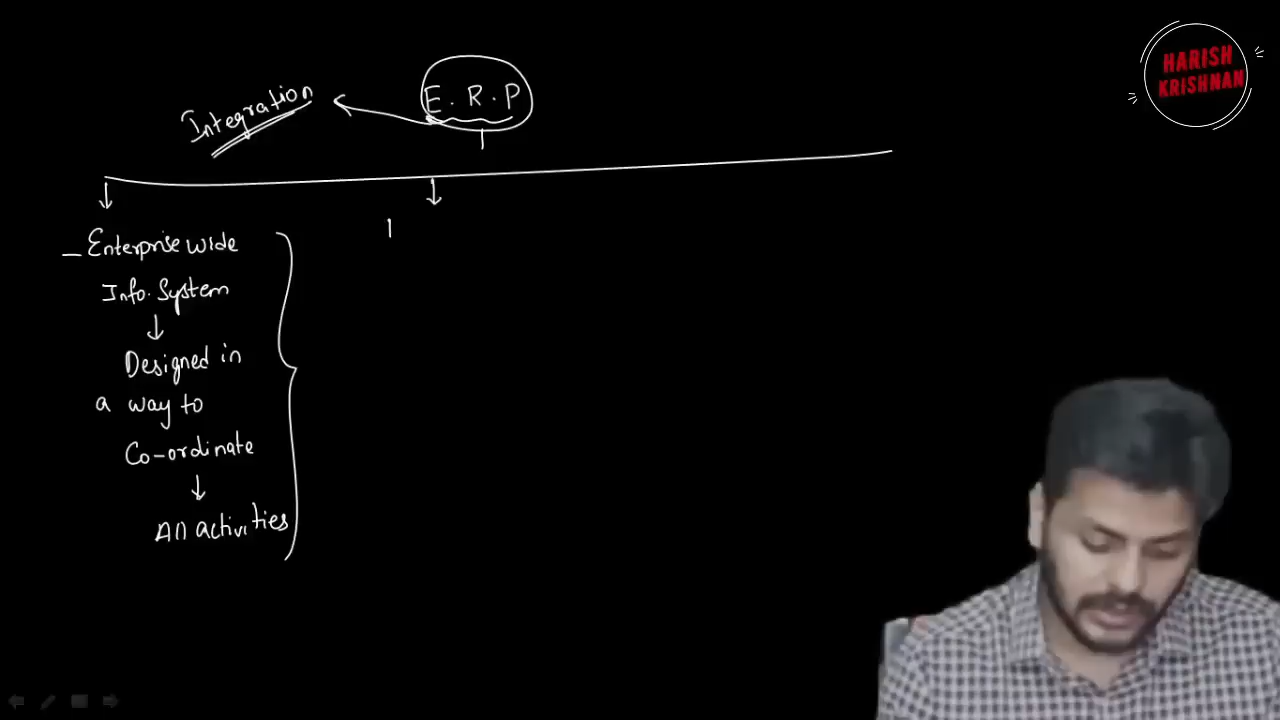 HARISH
KRISHNAN
E.R.P
Integration
Enterprise wide
Info. System
Designed in
a way to
Co-ordinate
All activities